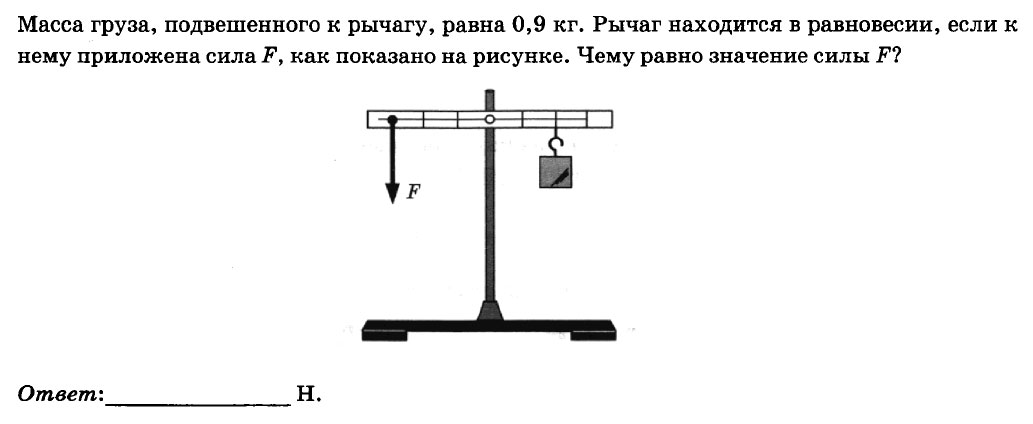 Масса груза, подвешенного к рычагу, равна 0,9 кг. Рычаг находится в равновесии, если к
нему приложена сила F, как показано на рисунке. Чему равно значение силы F?
F
Ответ:________________ Н.